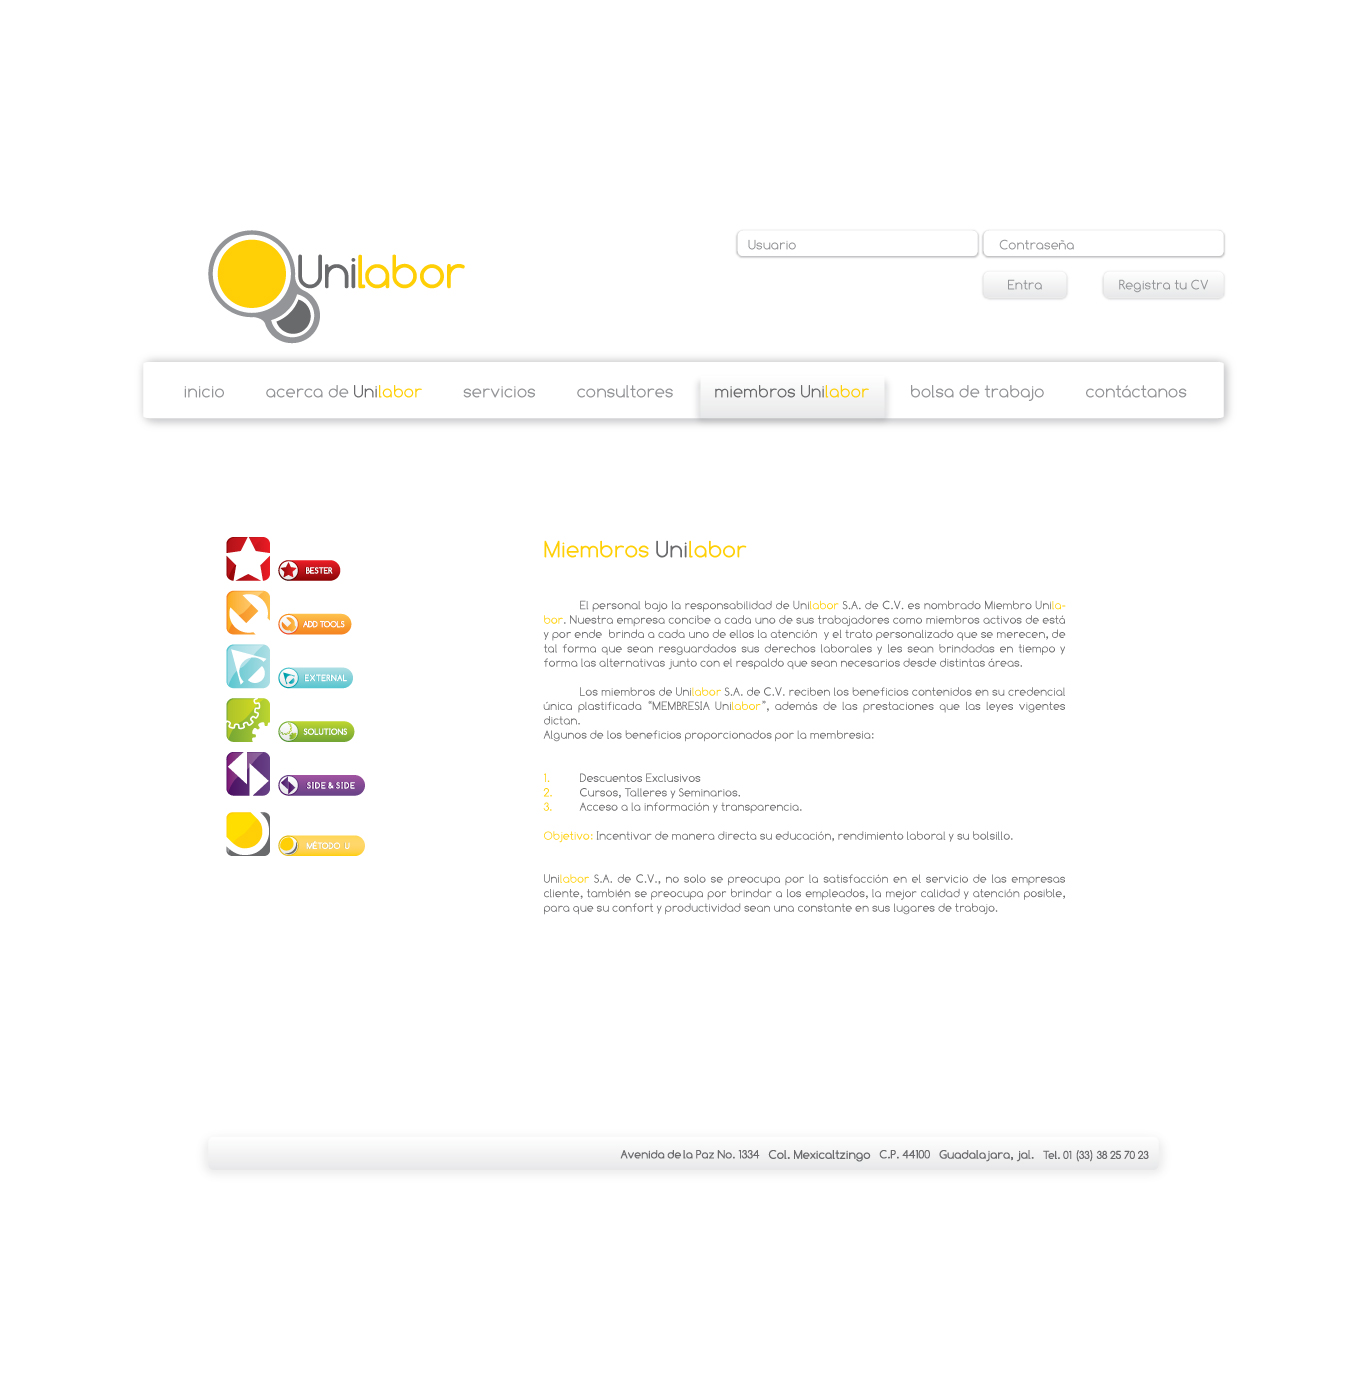 Unilabor
Usuario
Contraseña
Entra
Registra tu CV
inicio
acerca de Unilabor
servicios
consultores
miembros Unilabor
bolsa de trabajo
contáctanos
BESTER
ADD TOOLS
EXTERNAL
SOLUTIONS
SIDE & SIDE
MÉTODO U
Miembros Unilabor
El personal bajo la responsabilidad de Unilabor S.A. de C.V. es nombrado Miembro Unila-
bor. Nuestra empresa concibe a cada uno de sus trabajadores como miembros activos de está
y por ende brinda a cada uno de ellos la atención y el trato personalizado que se merecen, de
tal forma que sean resguardados sus derechos laborales y les sean brindadas en tiempo y
forma las alternativas junto con el respaldo que sean necesarios desde distintas áreas.
Los miembros de Unilabor S.A. de C.V. reciben los beneficios contenidos en su credencial
única plastificada “MEMBRESIA Unilabor”, además de las prestaciones que las leyes vigentes
dictan.
Algunos de los beneficios proporcionados por la membresia:
1. Descuentos Exclusivos
2. Cursos, Talleres y Seminarios.
3. Acceso a la información y transparencia.
Objetivo: Incentivar de manera directa su educación, rendimiento laboral y su bolsillo.
Unilabor S.A. de C.V., no solo se preocupa por la satisfacción en el servicio de las empresas
cliente, también se preocupa por brindar a los empleados, la mejor calidad y atención posible,
para que su confort y productividad sean una constante en sus lugares de trabajo.
Avenida de la Paz No. 1334 Col. Mexicaltzingo C.P. 44100 Guadalajara, jal. Tel. 01 (33) 38 25 70 23